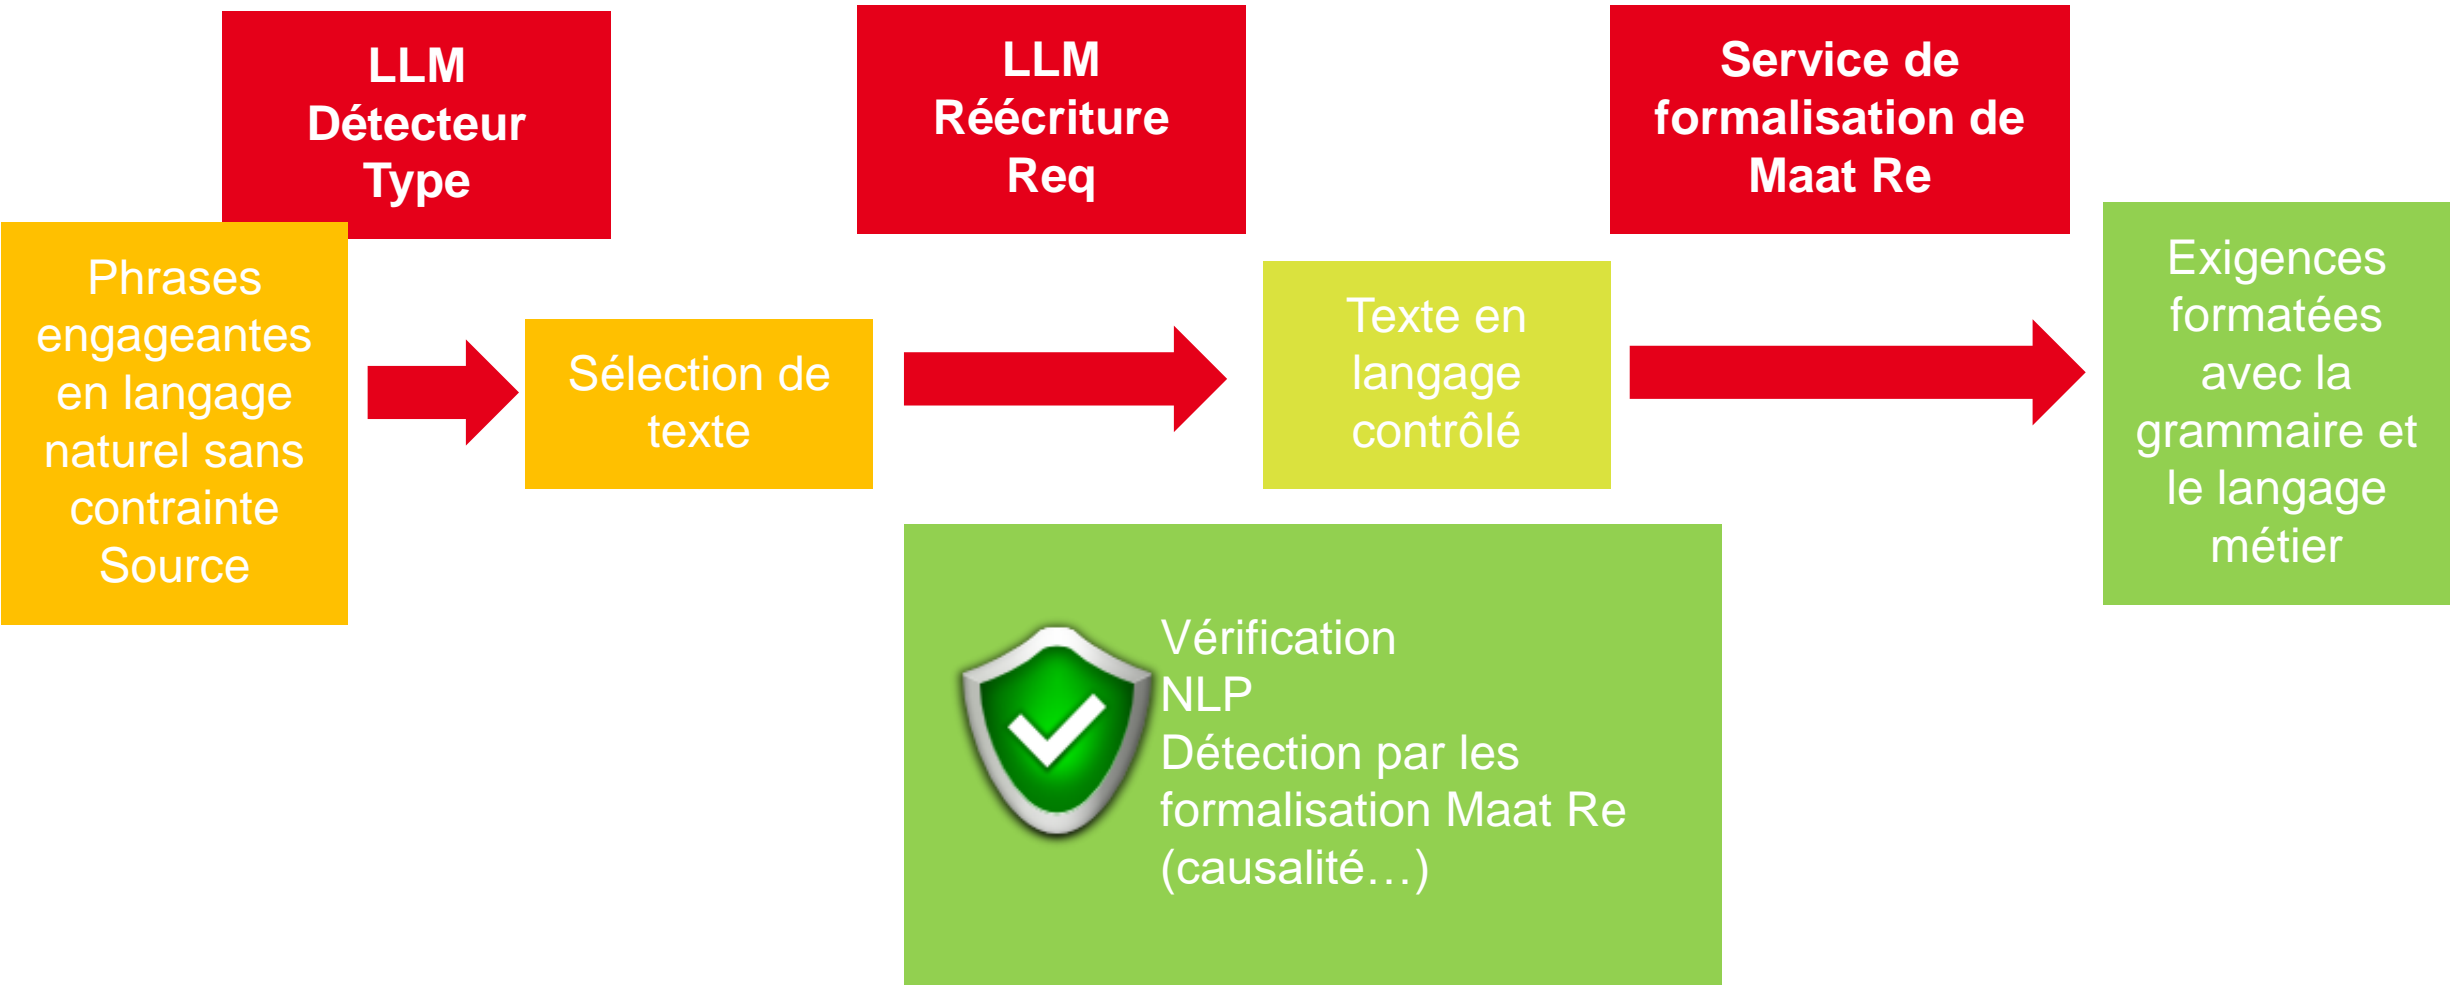 LLM
Détecteur
Type
LLM
Réécriture
Req
Service de
formalisation de
Maat Re
Phrases
engageantes
en langage
naturel sans
contrainte
Source
Sélection de
texte
Texte en
langage
contrôlé
Exigences
formatées
avec la
grammaire et
le langage
métier
Vérification
NLP
Détection par les
formalisation Maat Re
(causalité…)